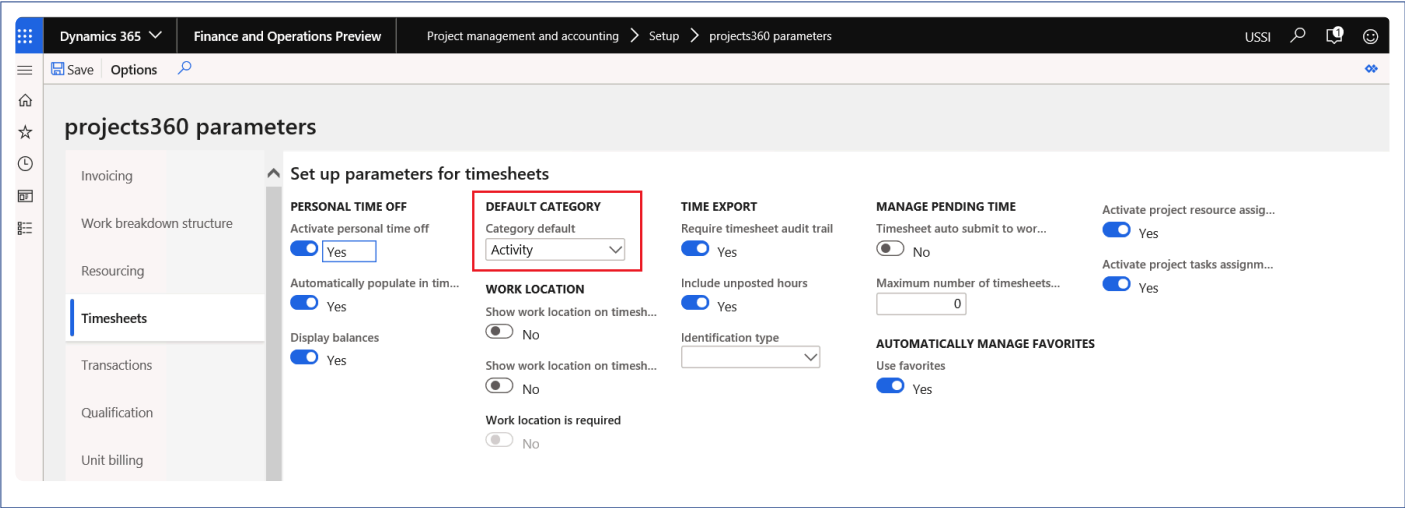 Dynamics 365
Finance and Operations Preview
Project management and accounting > Setup > projects360 parameters
USSI
1
Save
Options
projects360 parameters
Invoicing
Work breakdown structure
Resourcing
Timesheets
Transactions
Qualification
Unit billing
Set up parameters for timesheets
PERSONAL TIME OFF
Activate personal time off
Yes
Automatically populate in tim...
Yes
Display balances
Yes
DEFAULT CATEGORY
Category default
Activity
WORK LOCATION
Show work location on timesh...
No
Show work location on timesh...
No
Work location is required
No
TIME EXPORT
Require timesheet audit trail
Yes
Include unposted hours
Yes
Identification type
MANAGE PENDING TIME
Timesheet auto submit to wor...
No
Maximum number of timesheets...
0
AUTOMATICALLY MANAGE FAVORITES
Use favorites
Yes
Activate project resource assig...
Yes
Activate project tasks assignm...
Yes